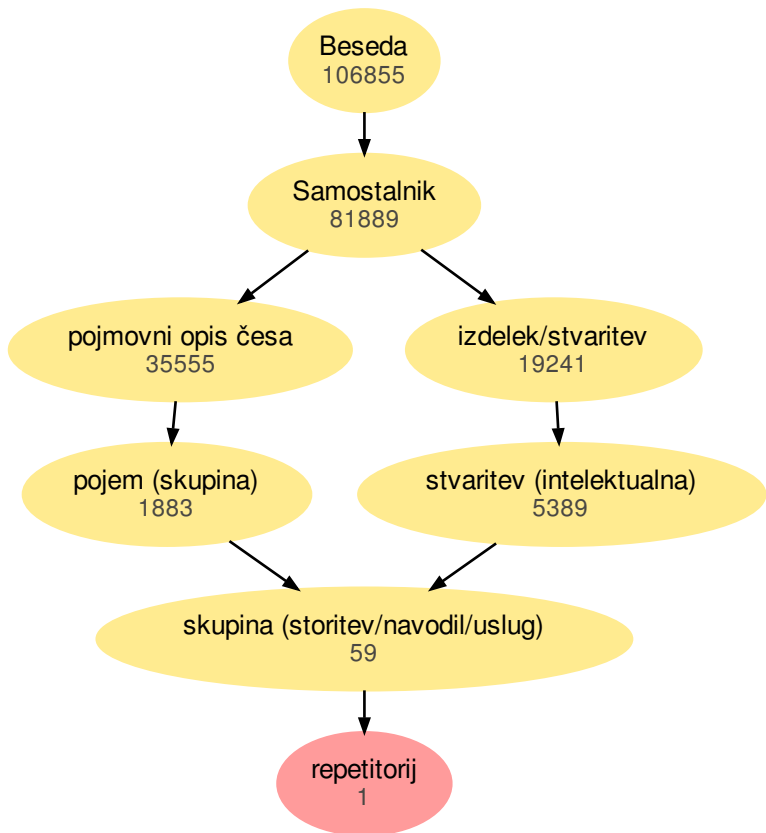 Beseda
106855
Samostalnik
81889
pojmovni opis česa
35555
izdelek/stvaritev
19241
pojem (skupina)
1883
stvaritev (intelektualna)
5389
skupina (storitev/navodil/uslug)
59
repetitorij
1